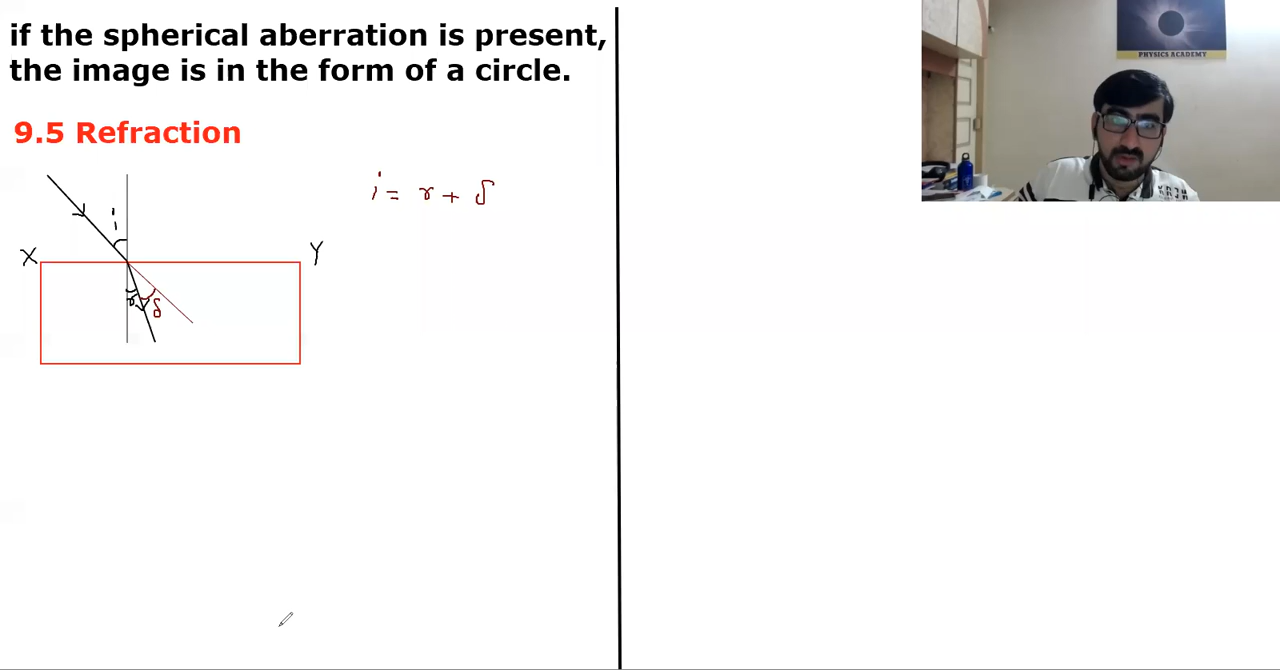 if the spherical aberration is present,
the image is in the form of a circle.
9.5 Refraction
i = r + δ
i
X
Y
r
δ
PHYSICS ACADEMY